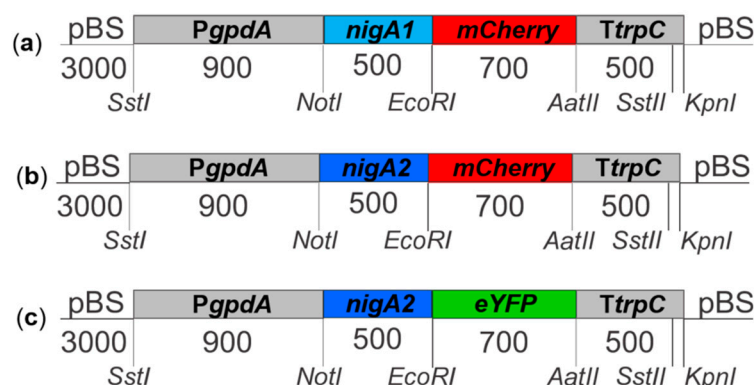 (a) pBS PgpdA nigA1 mCherry TtrpC pBS
3000 900 500 700 500
SstI NotI EcoRI AatII SstII KpnI
(b) pBS PgpdA nigA2 mCherry TtrpC pBS
3000 900 500 700 500
SstI NotI EcoRI AatII SstII KpnI
(c) pBS PgpdA nigA2 eYFP TtrpC pBS
3000 900 500 700 500
SstI NotI EcoRI AatII SstII KpnI